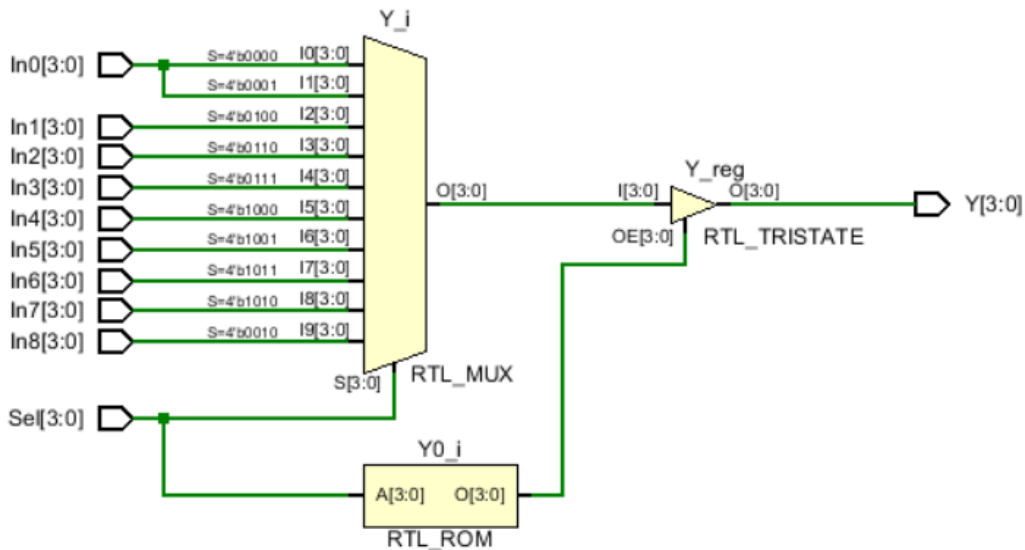 Y_i
In0[3:0] S=4'b0000 I0[3:0]
S=4'b0001 I1[3:0]
In1[3:0] S=4'b0100 I2[3:0]
In2[3:0] S=4'b0110 I3[3:0]
In3[3:0] S=4'b0111 I4[3:0]
In4[3:0] S=4'b1000 I5[3:0]
In5[3:0] S=4'b1001 I6[3:0]
In6[3:0] S=4'b1011 I7[3:0]
In7[3:0] S=4'b1010 I8[3:0]
In8[3:0] S=4'b0010 I9[3:0]
S[3:0] RTL_MUX
O[3:0]
Y_reg
I[3:0] O[3:0]
OE[3:0] RTL_TRISTATE
Y[3:0]
Sel[3:0]
Y0_i
A[3:0] O[3:0]
RTL_ROM